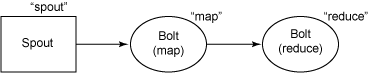 “spout”
Spout
“map”
Bolt
(map)
“reduce”
Bolt
(reduce)